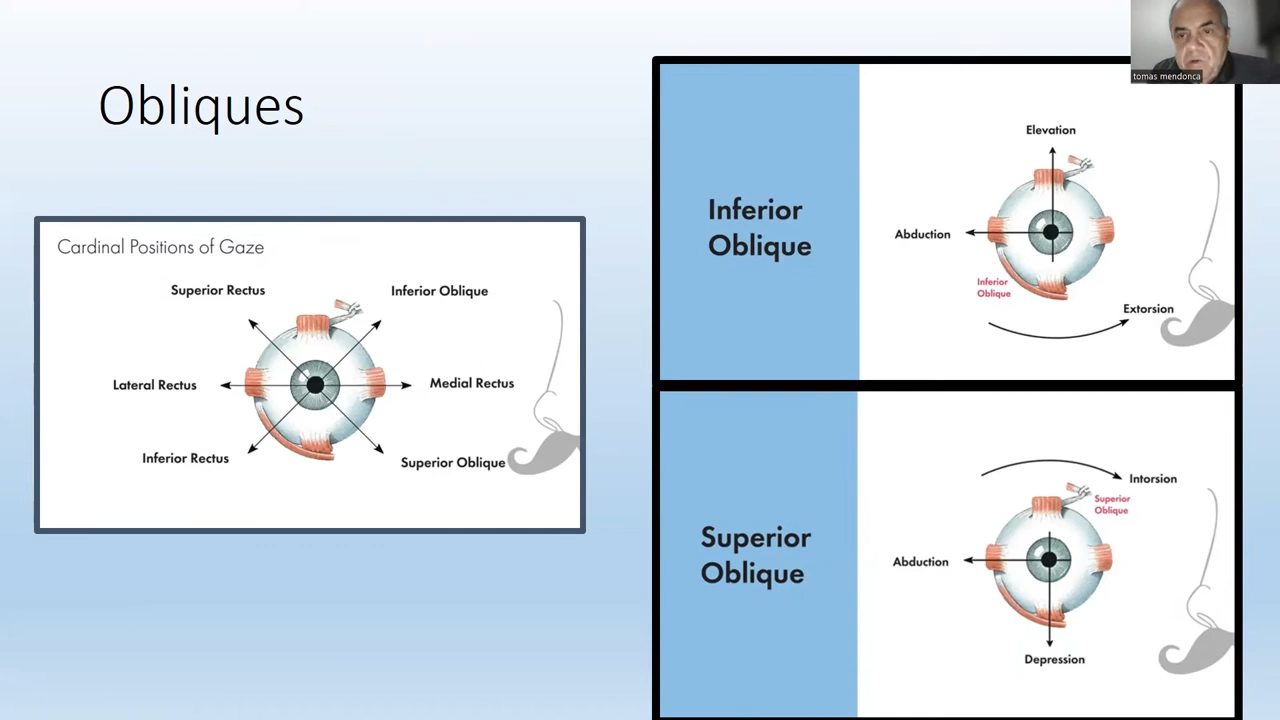 Obliques
Cardinal Positions of Gaze
Superior Rectus
Inferior Oblique
Lateral Rectus
Medial Rectus
Inferior Rectus
Superior Oblique
tomas mendonca
Inferior
Oblique
Elevation
Abduction
Inferior
Oblique
Extorsion
Superior
Oblique
Intorsion
Superior
Oblique
Abduction
Depression